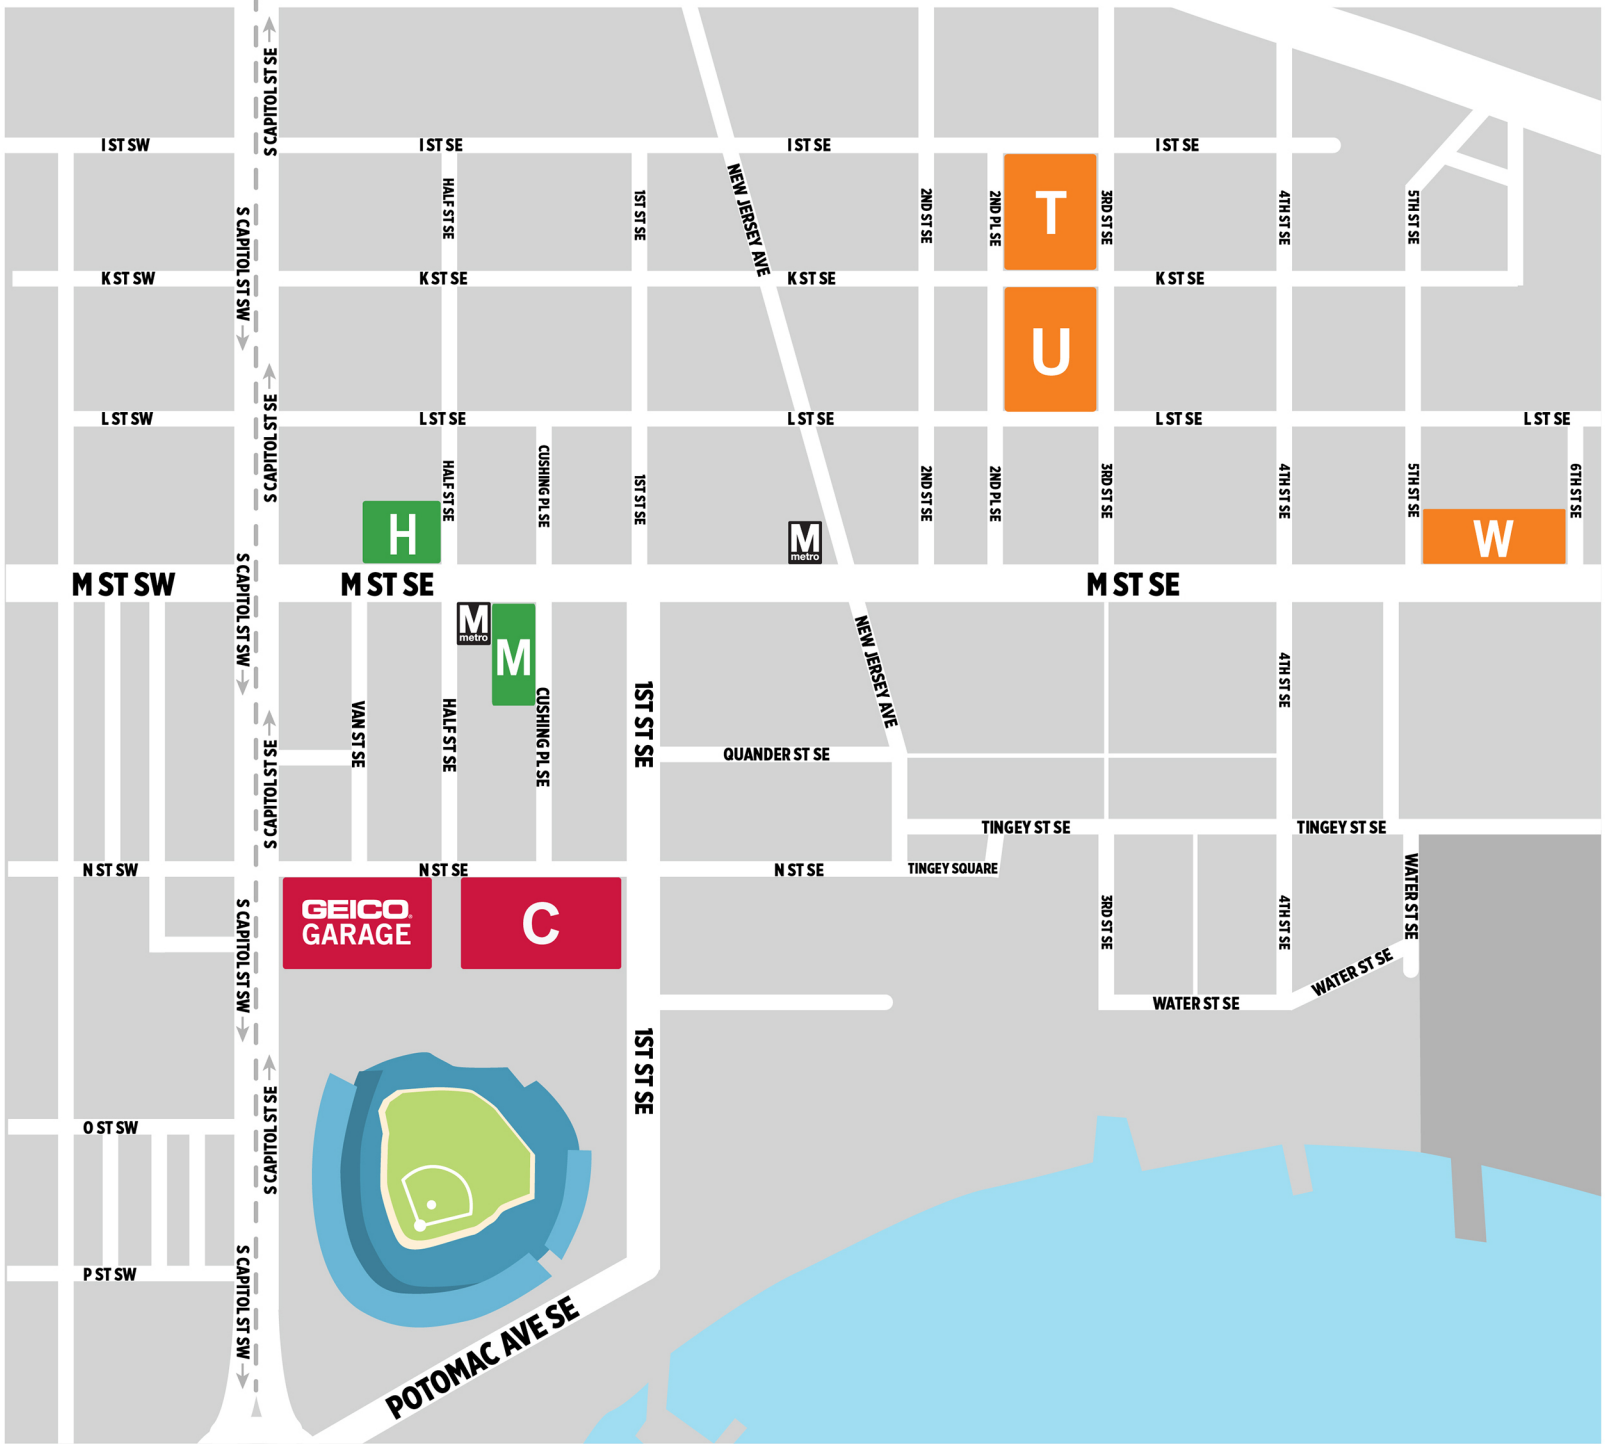 S CAPITOL ST SE
I ST SW
I ST SE
I ST SE
I ST SE
HALF ST SE
1ST ST SE
NEW JERSEY AVE
2ND ST SE
2ND PL SE
T
3RD ST SE
4TH ST SE
5TH ST SE
S CAPITOL ST SW
K ST SW
K ST SE
K ST SE
K ST SE
U
L ST SW
L ST SE
L ST SE
L ST SE
L ST SE
S CAPITOL ST SE
HALF ST SE
CUSHING PL SE
1ST ST SE
2ND ST SE
2ND PL SE
3RD ST SE
4TH ST SE
5TH ST SE
6TH ST SE
H
M
metro
W
M ST SW
M ST SE
M ST SE
S CAPITOL ST SW
M
metro
M
NEW JERSEY AVE
4TH ST SE
VAN ST SE
HALF ST SE
CUSHING PL SE
1ST ST SE
QUANDER ST SE
S CAPITOL ST SE
TINGEY ST SE
TINGEY ST SE
N ST SW
N ST SE
N ST SE
TINGEY SQUARE
WATER ST SE
GEICO
GARAGE
C
3RD ST SE
4TH ST SE
S CAPITOL ST SW
WATER ST SE
WATER ST SE
1ST ST SE
O ST SW
S CAPITOL ST SE
P ST SW
S CAPITOL ST SW
POTOMAC AVE SE